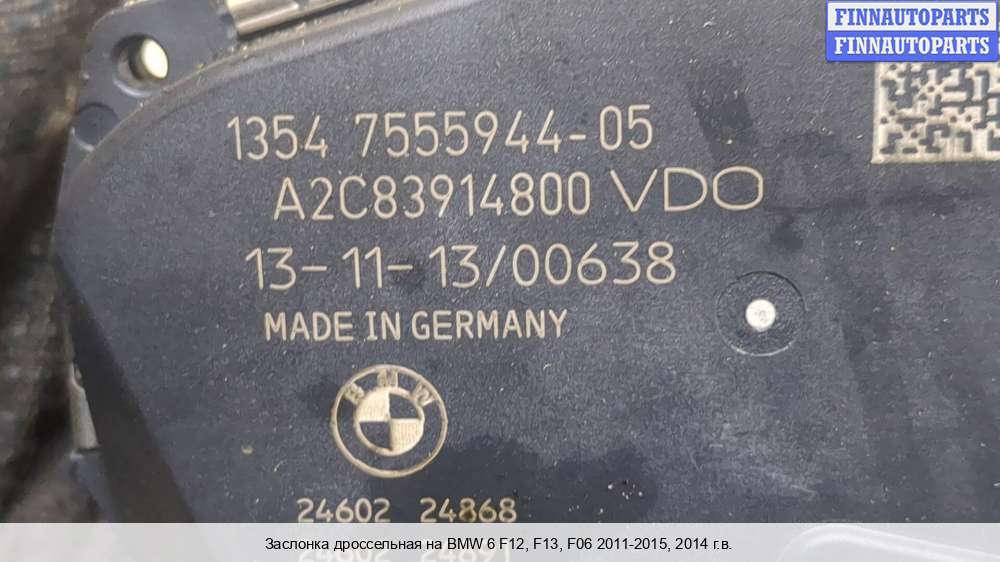 FINNAUTOPARTS
FINNAUTOPARTS
1354 7555944-05
A2C83914800 VDO
13-11-13/00638
MADE IN GERMANY
BMW
24602 24868
Заслонка дроссельная на BMW 6 F12, F13, F06 2011-2015, 2014 г.в.